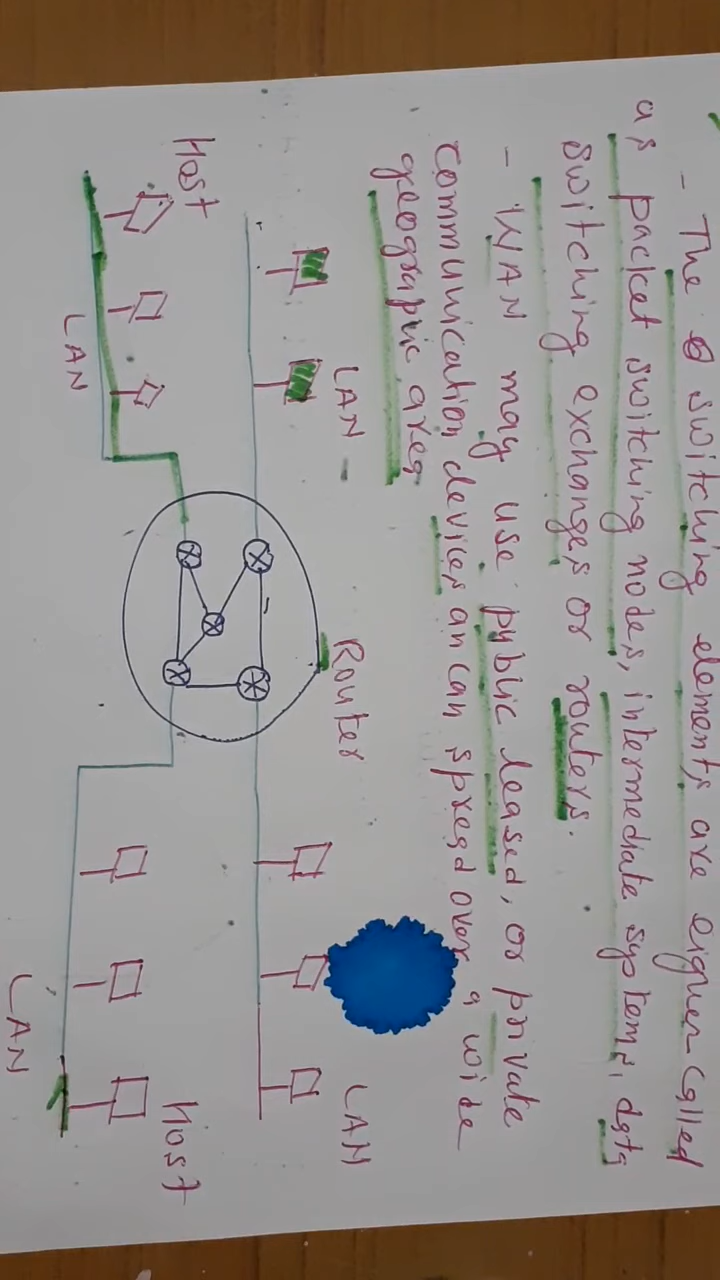 - The switching elements are eigher called
as packet switching nodes, intermediate systems, data
switching exchanges or routers.
- WAN may use public leased, or private
communication devices an can spread over a wide
geographic area
LAN
Router
LAN
Host
Host
LAN
LAN